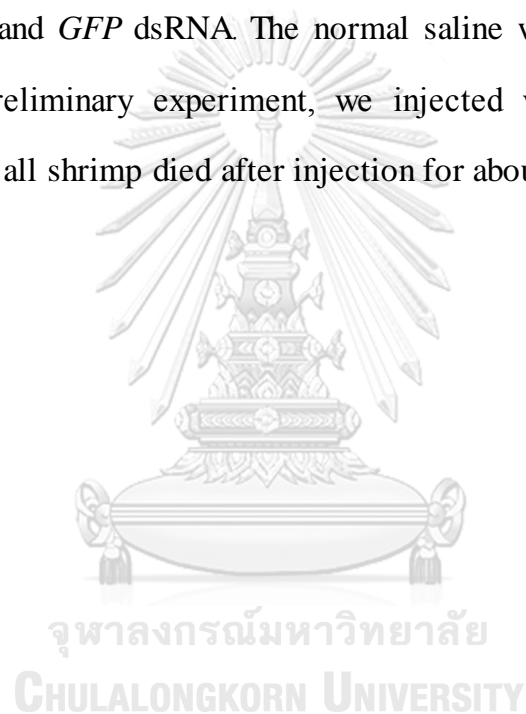 and GFP dsRNA. The normal saline v
reliminary experiment, we injected v
all shrimp died after injection for abou
จุฬาลงกรณ์มหาวิทยาลัย
CHULALONGKORN UNIVERSITY